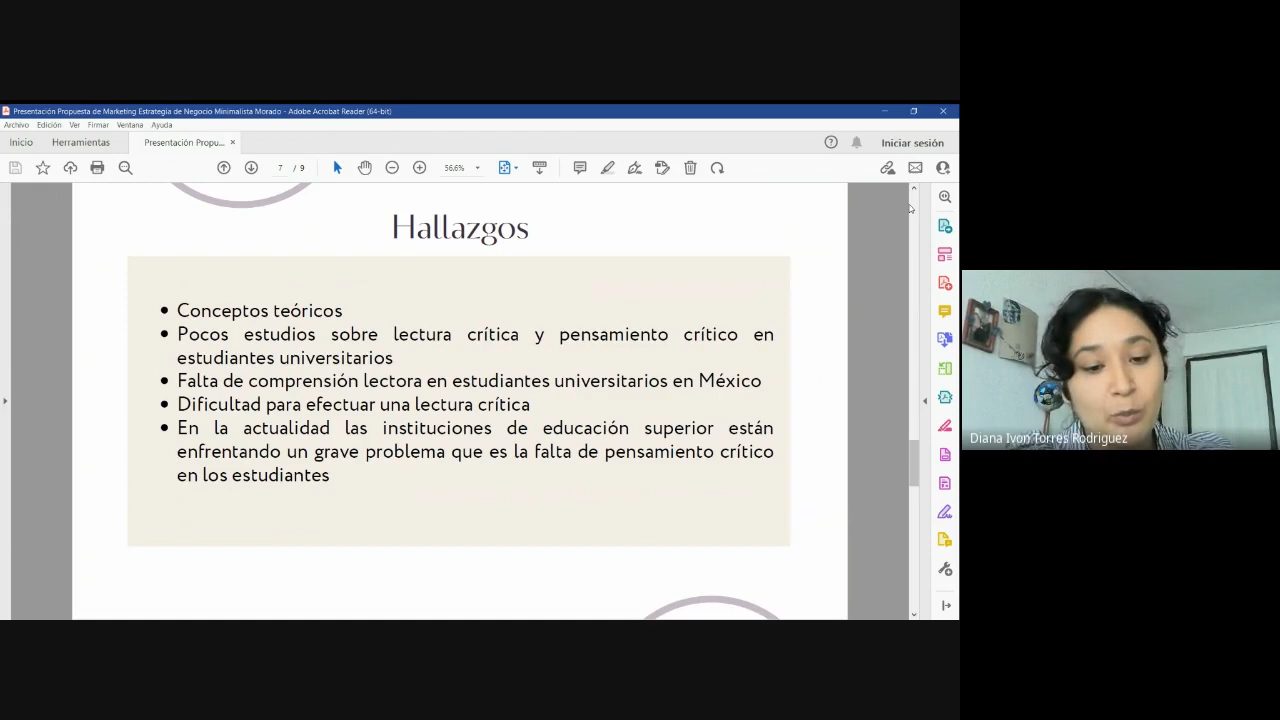 Presentación Propuesta de Marketing Estrategia de Negocio Minimalista Morado - Adobe Acrobat Reader (64-bit)
Archivo Edición Ver Firmar Ventana Ayuda
Inicio Herramientas Presentación Propu... × Iniciar sesión
7 / 9 56.6%
Hallazgos
• Conceptos teóricos
• Pocos estudios sobre lectura crítica y pensamiento crítico en
estudiantes universitarios
• Falta de comprensión lectora en estudiantes universitarios en México
• Dificultad para efectuar una lectura crítica
• En la actualidad las instituciones de educación superior están
enfrentando un grave problema que es la falta de pensamiento crítico
en los estudiantes
Diana Ivon Torres Rodriguez